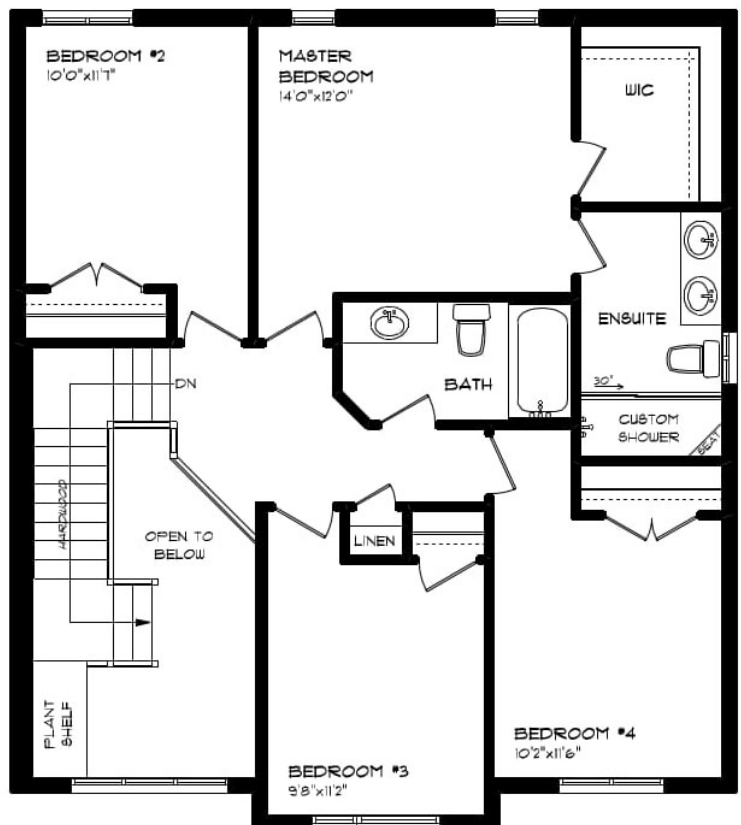 BEDROOM #2
10'0"x11'7"
MASTER
BEDROOM
14'0"x12'0"
WIC
ENSUITE
30"
BATH
CUSTOM
SHOWER
SEAT
DN
HARDWOOD
OPEN TO
BELOW
LINEN
PLANT
SHELF
BEDROOM #3
9'8"x11'2"
BEDROOM #4
10'2"x11'6"